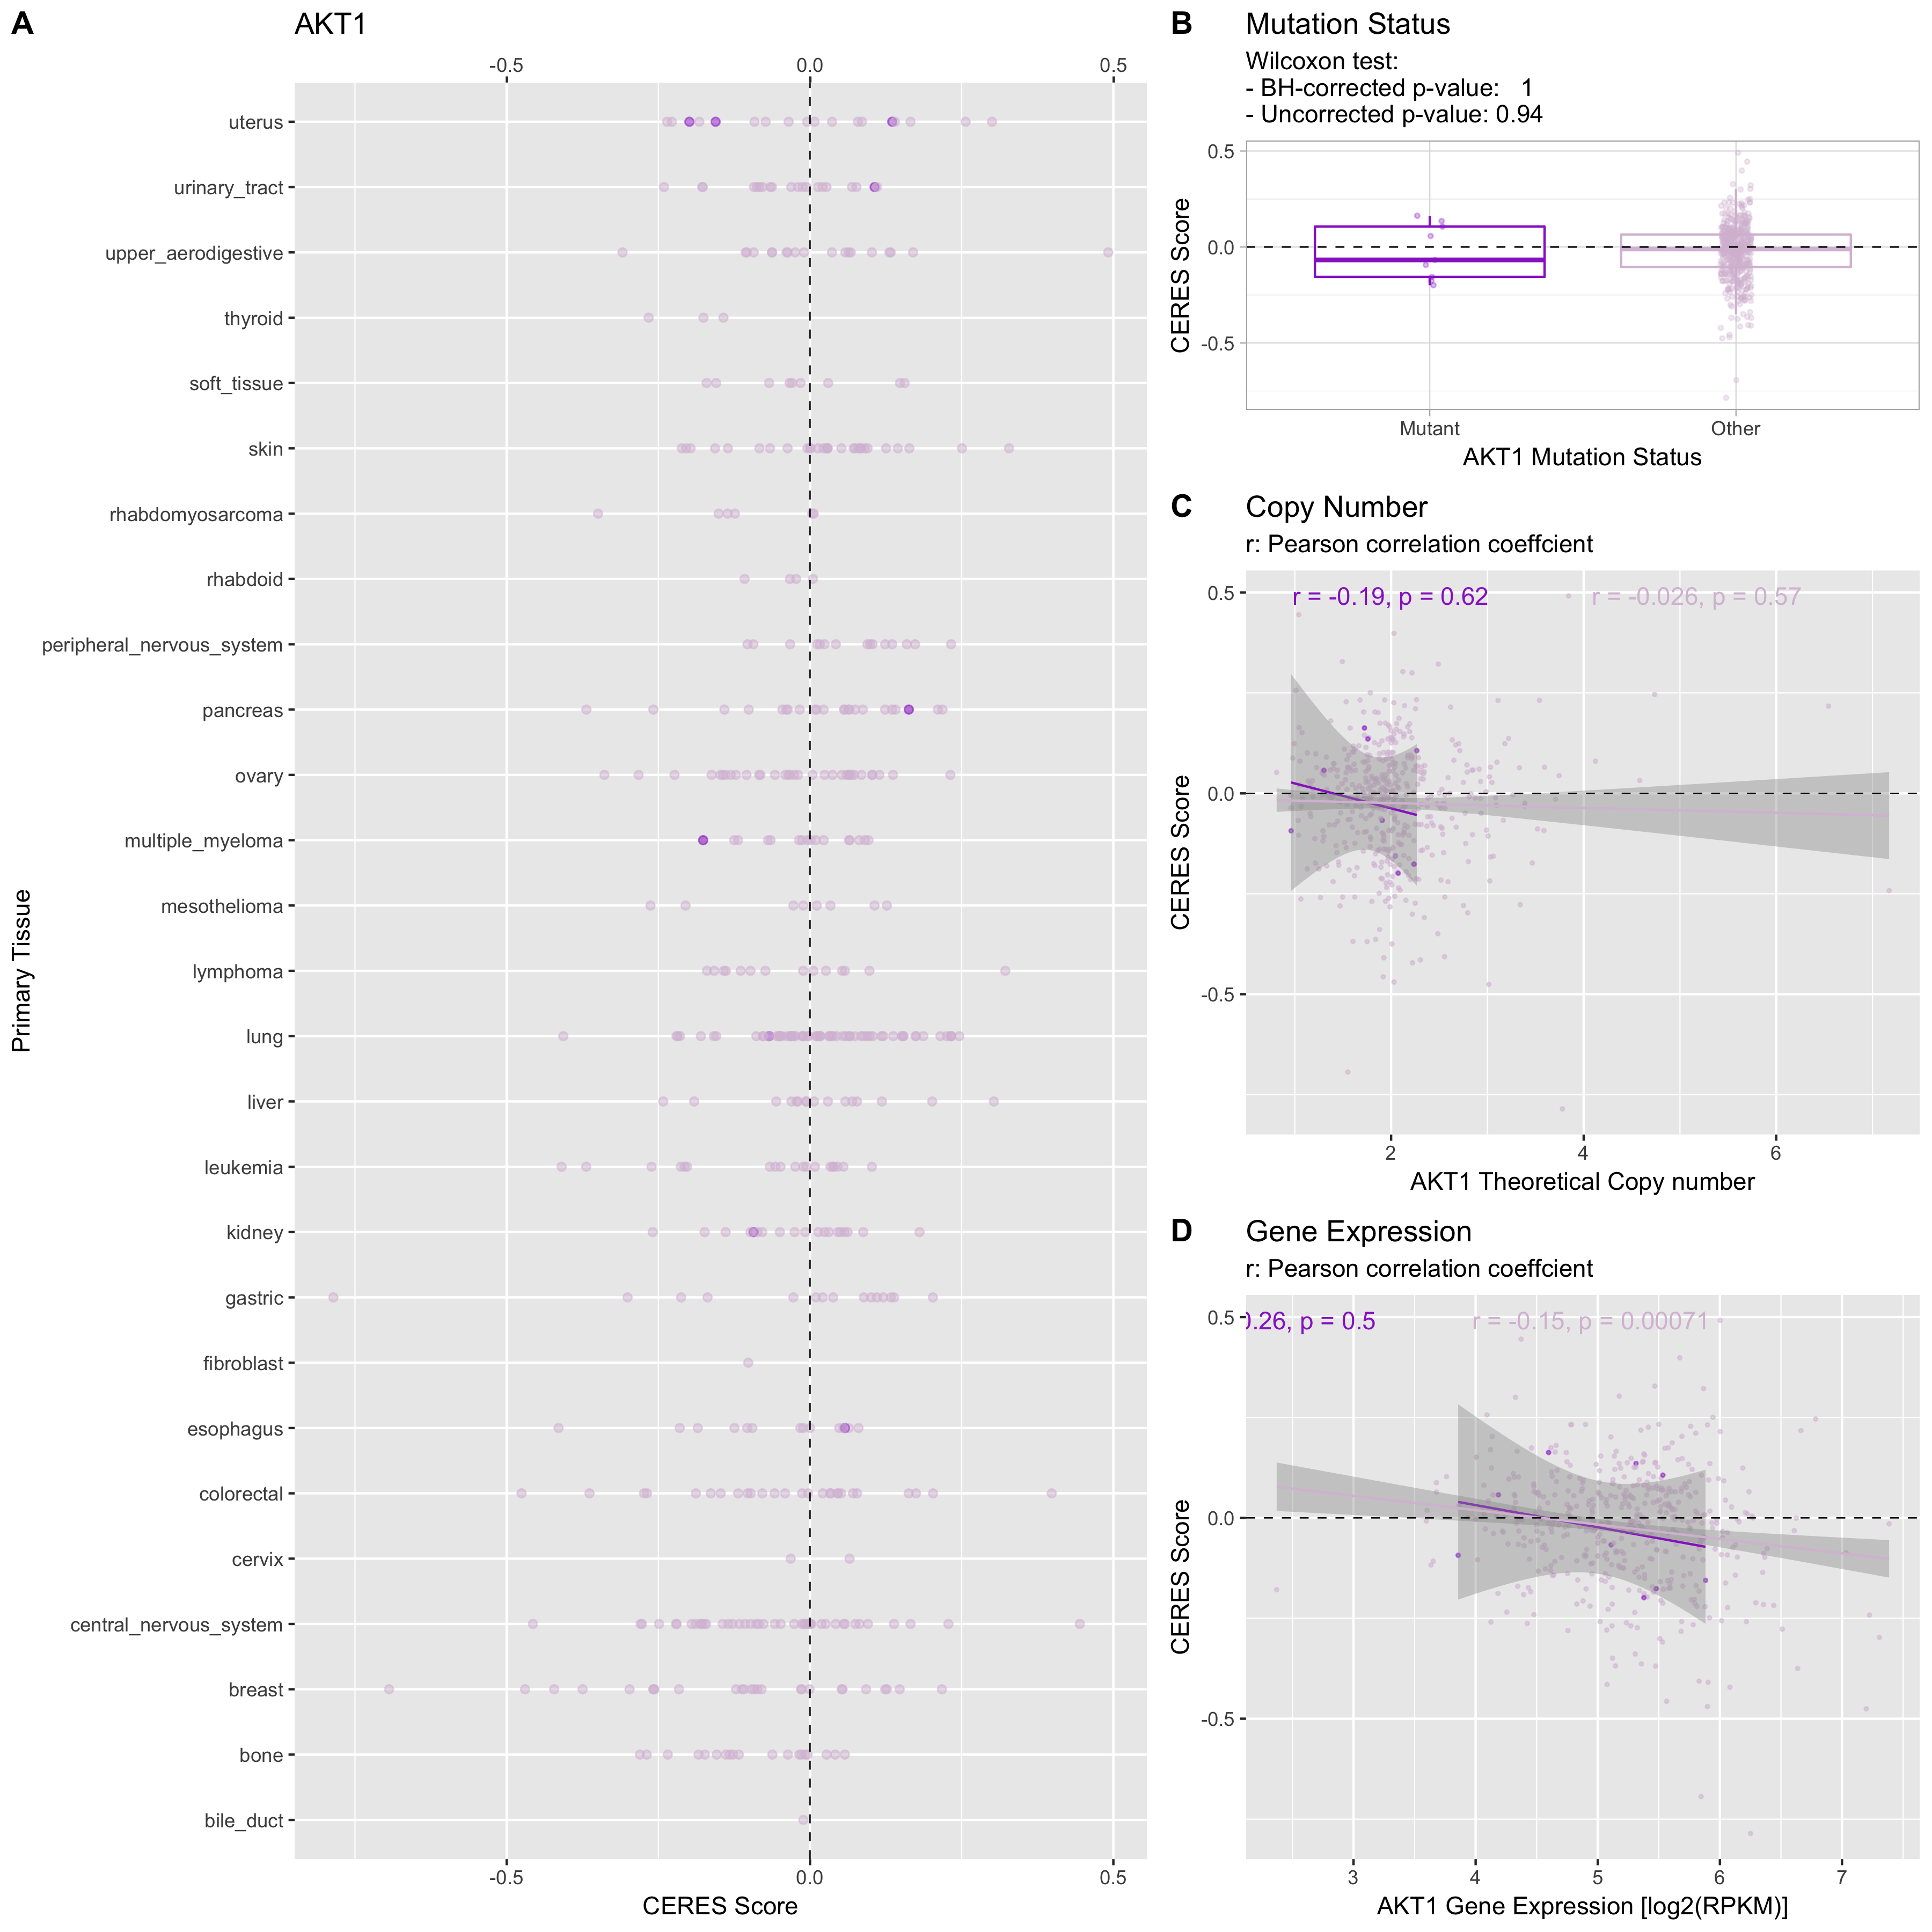 A
AKT1
-0.5 0.0 0.5
uterus
urinary_tract
upper_aerodigestive
thyroid
soft_tissue
skin
rhabdomyosarcoma
rhabdoid
peripheral_nervous_system
pancreas
ovary
multiple_myeloma
mesothelioma
lymphoma
lung
liver
leukemia
kidney
gastric
fibroblast
esophagus
colorectal
cervix
central_nervous_system
breast
bone
bile_duct
Primary Tissue
-0.5 0.0 0.5
CERES Score
B
Mutation Status
Wilcoxon test:
- BH-corrected p-value: 1
- Uncorrected p-value: 0.94
0.5
0.0
-0.5
CERES Score
Mutant Other
AKT1 Mutation Status
C
Copy Number
r: Pearson correlation coeffcient
r = -0.19, p = 0.62
r = -0.026, p = 0.57
0.5
0.0
-0.5
CERES Score
2 4 6
AKT1 Theoretical Copy number
D
Gene Expression
r: Pearson correlation coeffcient
0.26, p = 0.5
r = -0.15, p = 0.00071
0.5
0.0
-0.5
CERES Score
3 4 5 6 7
AKT1 Gene Expression [log2(RPKM)]